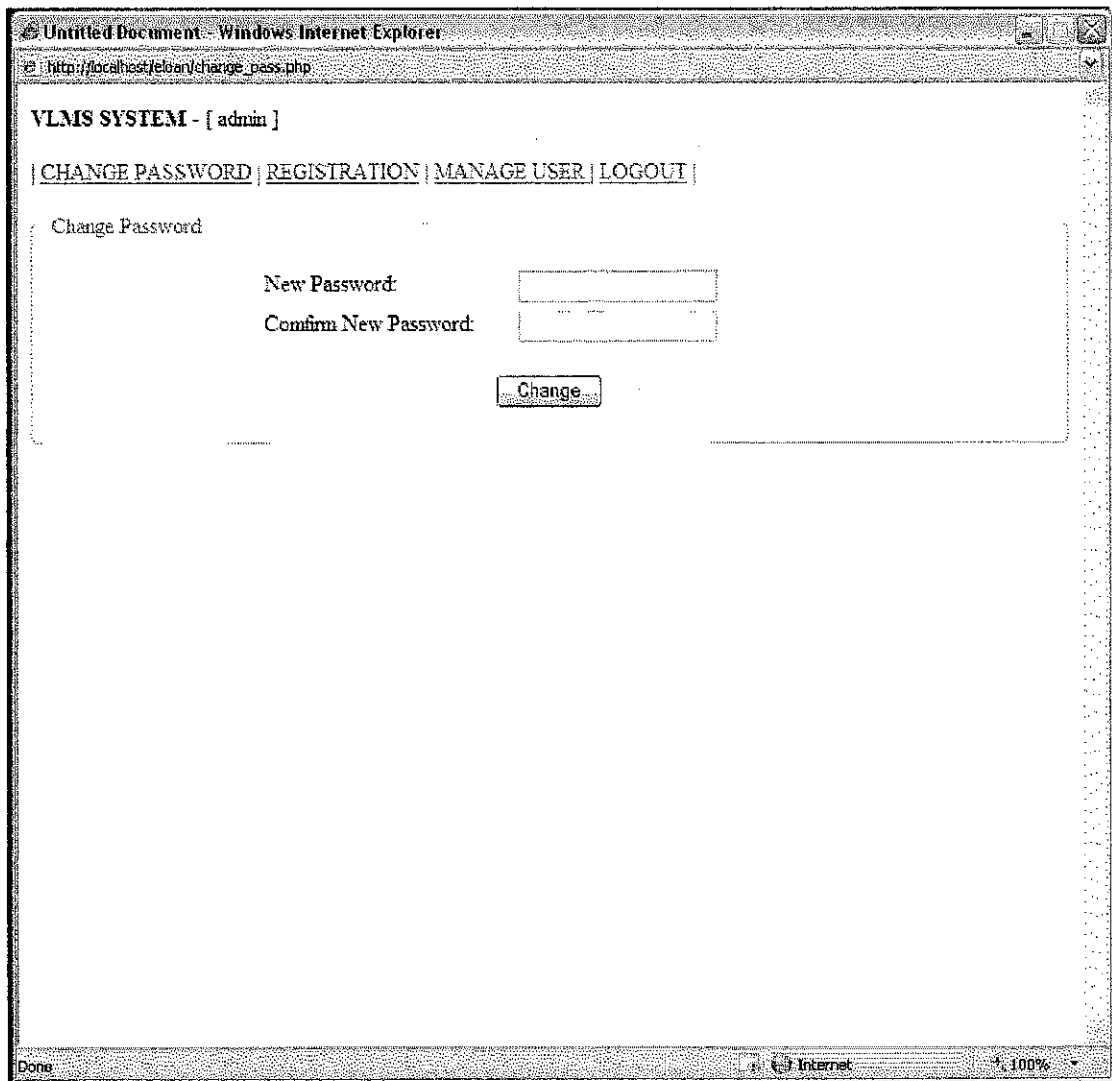 Untitled Document - Windows Internet Explorer
http://localhost/eloan/change_pass.php
VLMS SYSTEM - [ admin ]
| CHANGE PASSWORD | REGISTRATION | MANAGE USER | LOGOUT |
Change Password
New Password:
Comfirm New Password:
Change
Done
Internet
100%